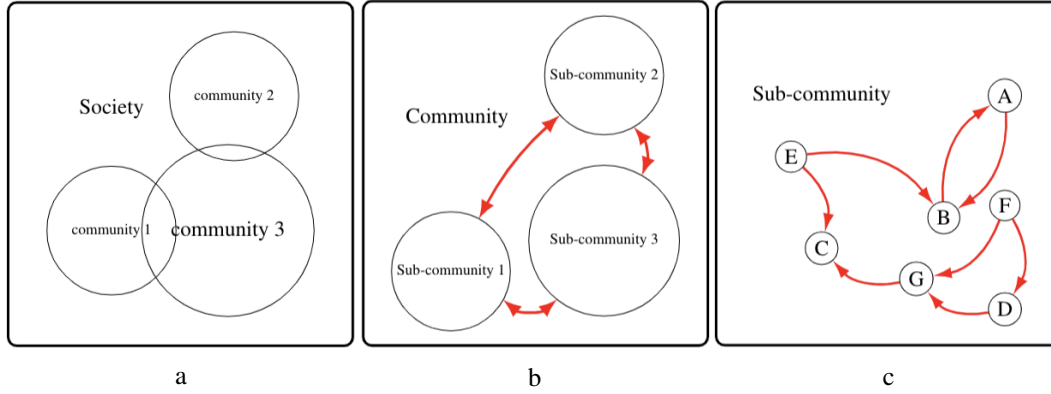 Society
community 2
community 1
community 3
a
Community
Sub-community 2
Sub-community 3
Sub-community 1
b
Sub-community
A
E
B
F
C
G
D
c